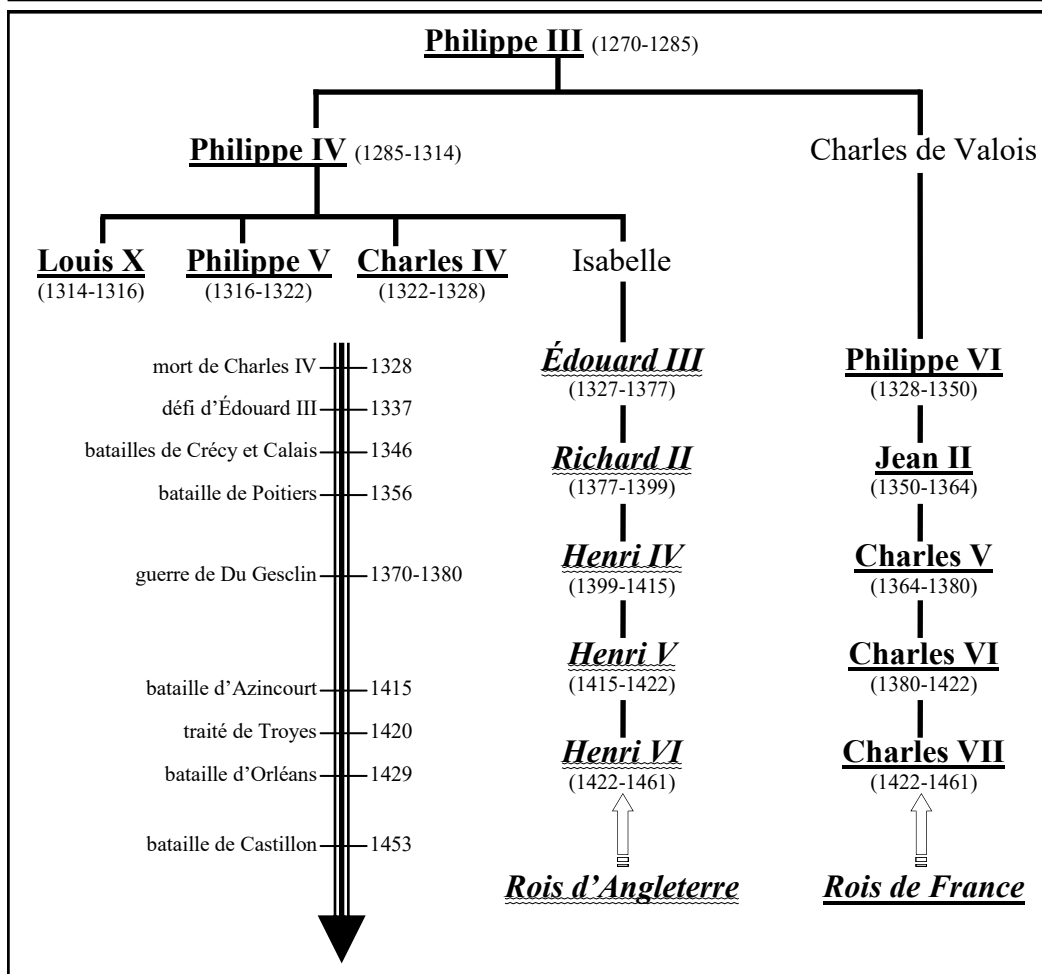 Philippe III (1270-1285)
Philippe IV (1285-1314)
Charles de Valois
Louis X
(1314-1316)
Philippe V
(1316-1322)
Charles IV
(1322-1328)
Isabelle
mort de Charles IV 1328
défi d’Édouard III 1337
batailles de Crécy et Calais 1346
bataille de Poitiers 1356
guerre de Du Gesclin 1370-1380
bataille d’Azincourt 1415
traité de Troyes 1420
bataille d’Orléans 1429
bataille de Castillon 1453
Édouard III
(1327-1377)
Richard II
(1377-1399)
Henri IV
(1399-1415)
Henri V
(1415-1422)
Henri VI
(1422-1461)
Rois d’Angleterre
Philippe VI
(1328-1350)
Jean II
(1350-1364)
Charles V
(1364-1380)
Charles VI
(1380-1422)
Charles VII
(1422-1461)
Rois de France